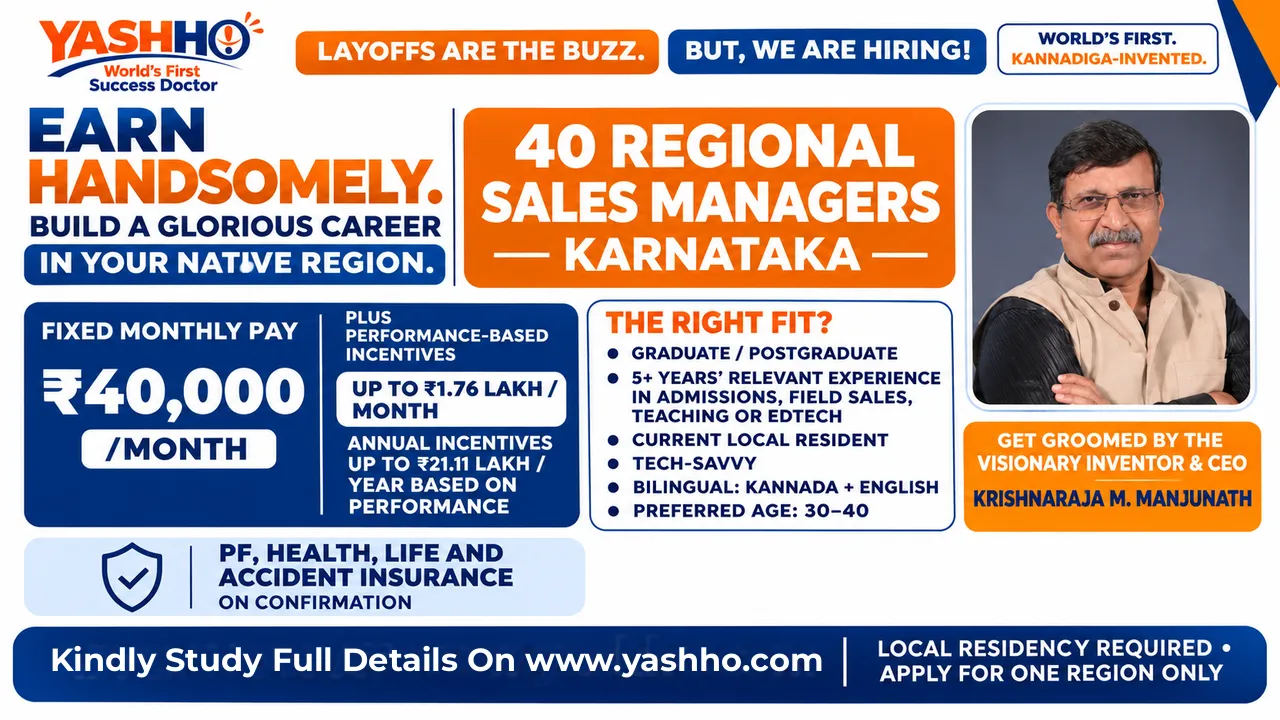 YASHHO
World's First
Success Doctor
LAYOFFS ARE THE BUZZ.
BUT, WE ARE HIRING!
WORLD'S FIRST.
KANNADIGA-INVENTED.
EARN
HANDSOMELY.
BUILD A GLORIOUS CAREER
IN YOUR NATIVE REGION.
40 REGIONAL
SALES MANAGERS
— KARNATAKA —
FIXED MONTHLY PAY
₹40,000
/MONTH
PLUS
PERFORMANCE-BASED
INCENTIVES
UP TO ₹1.76 LAKH /
MONTH
ANNUAL INCENTIVES
UP TO ₹21.11 LAKH /
YEAR BASED ON
PERFORMANCE
THE RIGHT FIT?
• GRADUATE / POSTGRADUATE
• 5+ YEARS' RELEVANT EXPERIENCE
IN ADMISSIONS, FIELD SALES,
TEACHING OR EDTECH
• CURRENT LOCAL RESIDENT
• TECH-SAVVY
• BILINGUAL: KANNADA + ENGLISH
• PREFERRED AGE: 30–40
GET GROOMED BY THE
VISIONARY INVENTOR & CEO
KRISHNARAJA M. MANJUNATH
PF, HEALTH, LIFE AND
ACCIDENT INSURANCE
ON CONFIRMATION
Kindly Study Full Details On www.yashho.com
LOCAL RESIDENCY REQUIRED •
APPLY FOR ONE REGION ONLY